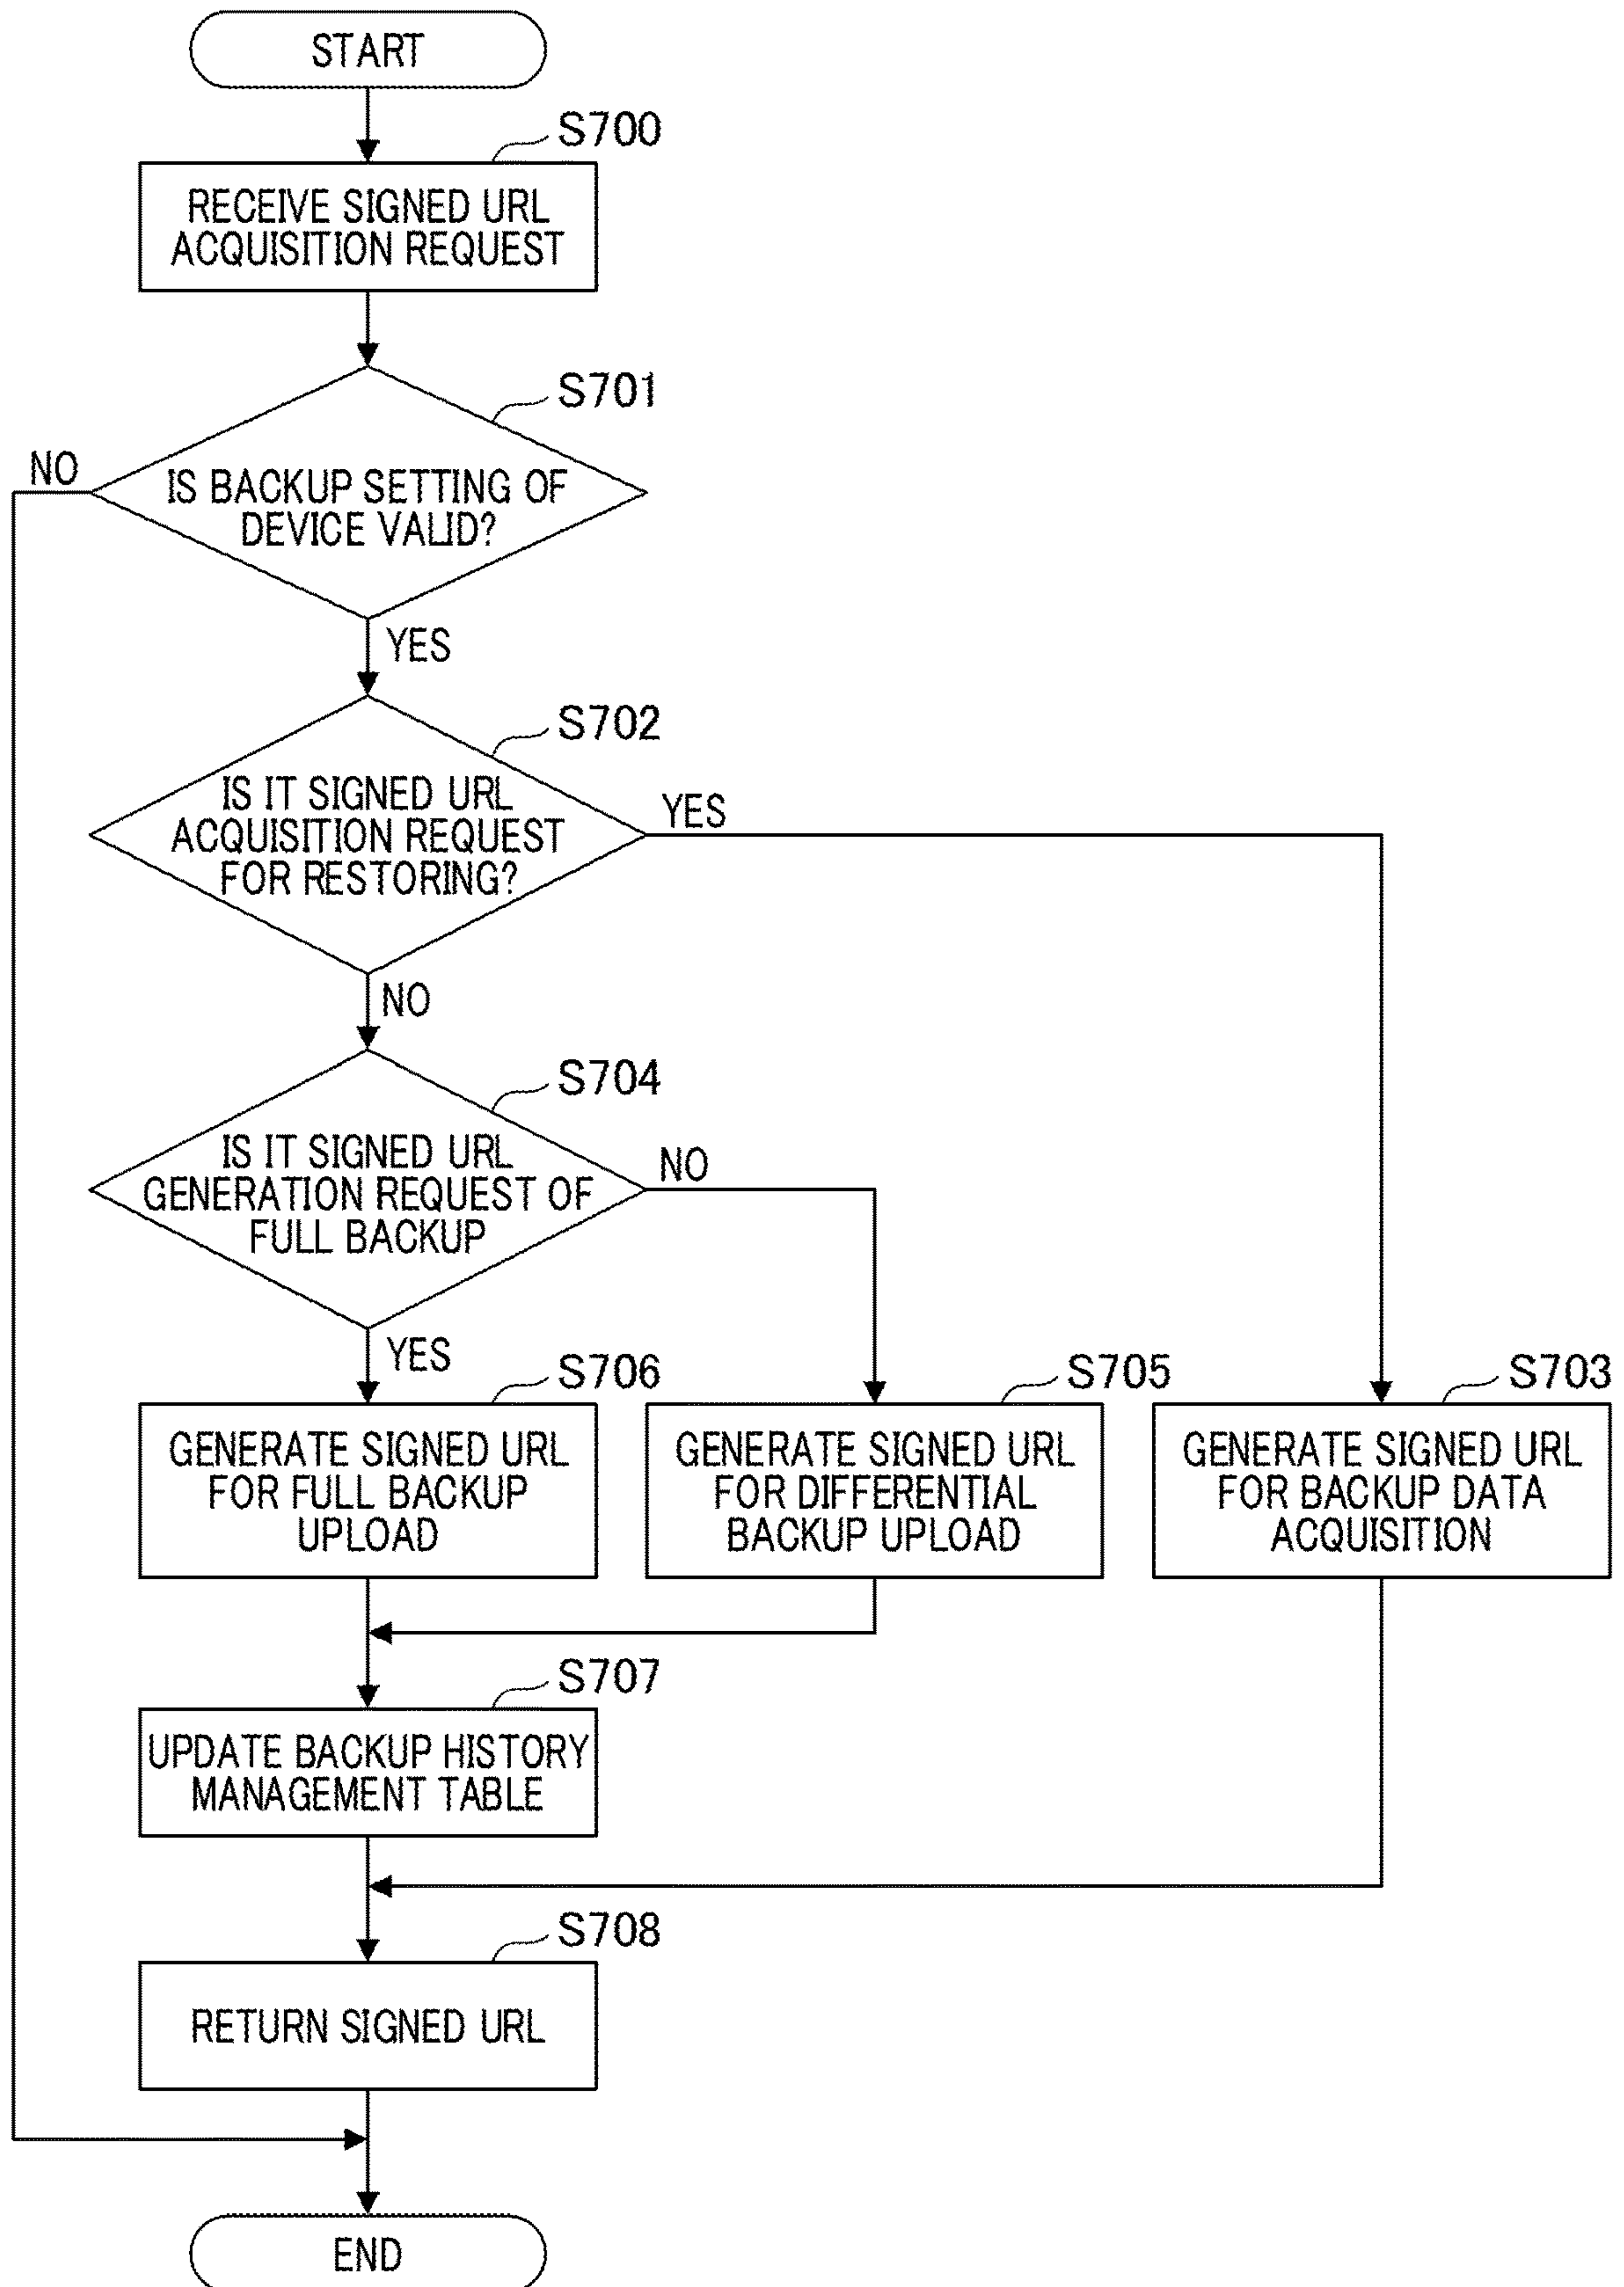 START
S700
RECEIVE SIGNED URL
ACQUISITION REQUEST
S701
NO
IS BACKUP SETTING OF
DEVICE VALID?
YES
S702
IS IT SIGNED URL
ACQUISITION REQUEST
FOR RESTORING?
YES
NO
S704
IS IT SIGNED URL
GENERATION REQUEST OF
FULL BACKUP
NO
YES
S706
GENERATE SIGNED URL
FOR FULL BACKUP
UPLOAD
S705
GENERATE SIGNED URL
FOR DIFFERENTIAL
BACKUP UPLOAD
S703
GENERATE SIGNED URL
FOR BACKUP DATA
ACQUISITION
S707
UPDATE BACKUP HISTORY
MANAGEMENT TABLE
S708
RETURN SIGNED URL
END